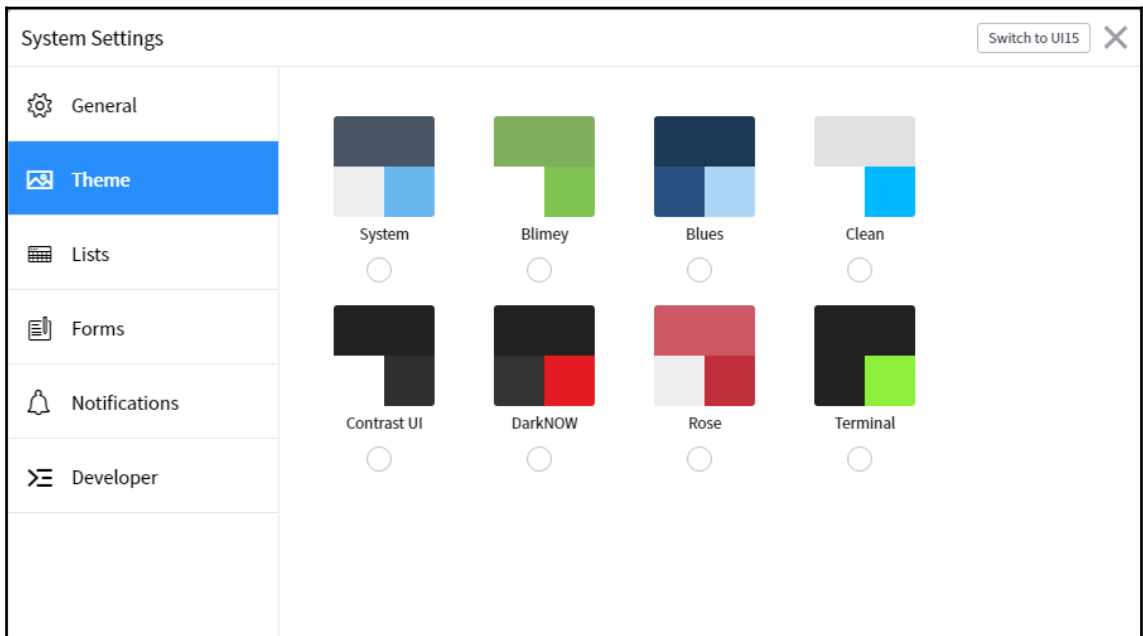 System Settings
Switch to UI15
General
Theme
Lists
Forms
Notifications
Developer
System Blimey Blues Clean
Contrast UI DarkNOW Rose Terminal